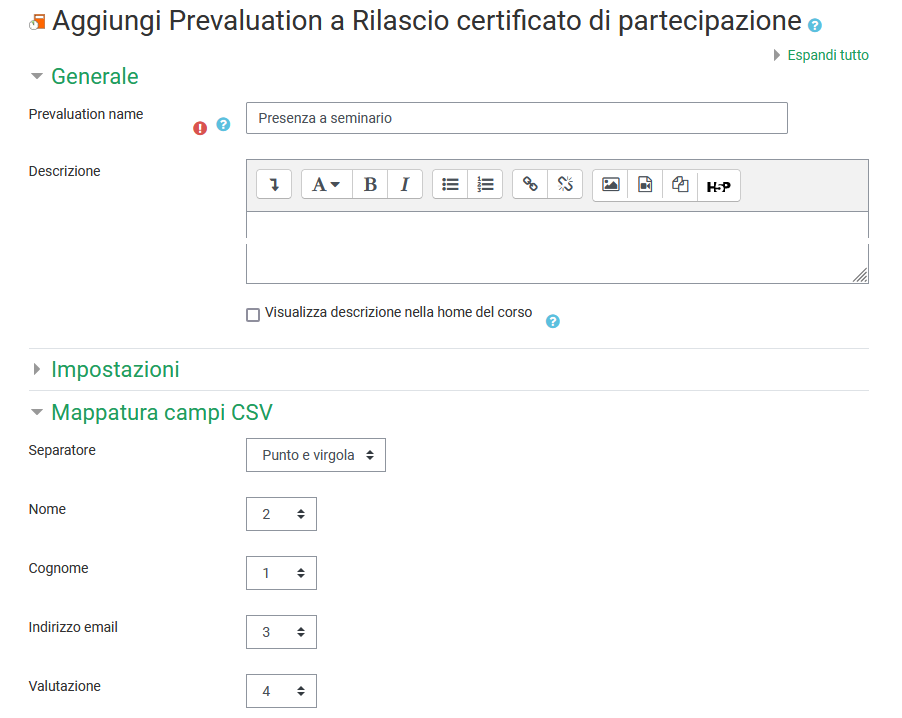 Aggiungi Prevaluation a Rilascio certificato di partecipazione
Espandi tutto
Generale
Prevaluation name
Presenza a seminario
Descrizione
A B I H5P
Visualizza descrizione nella home del corso
Impostazioni
Mappatura campi CSV
Separatore
Punto e virgola
Nome
2
Cognome
1
Indirizzo email
3
Valutazione
4